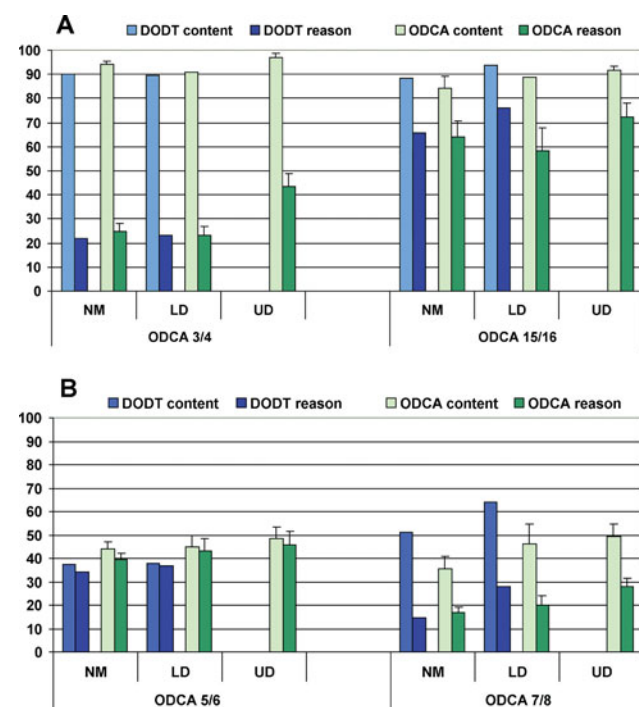 A
DODT content DODT reason ODCA content ODCA reason
100
90
80
70
60
50
40
30
20
10
0
NM LD UD NM LD UD
ODCA 3/4 ODCA 15/16
B
DODT content DODT reason ODCA content ODCA reason
100
90
80
70
60
50
40
30
20
10
0
NM LD UD NM LD UD
ODCA 5/6 ODCA 7/8